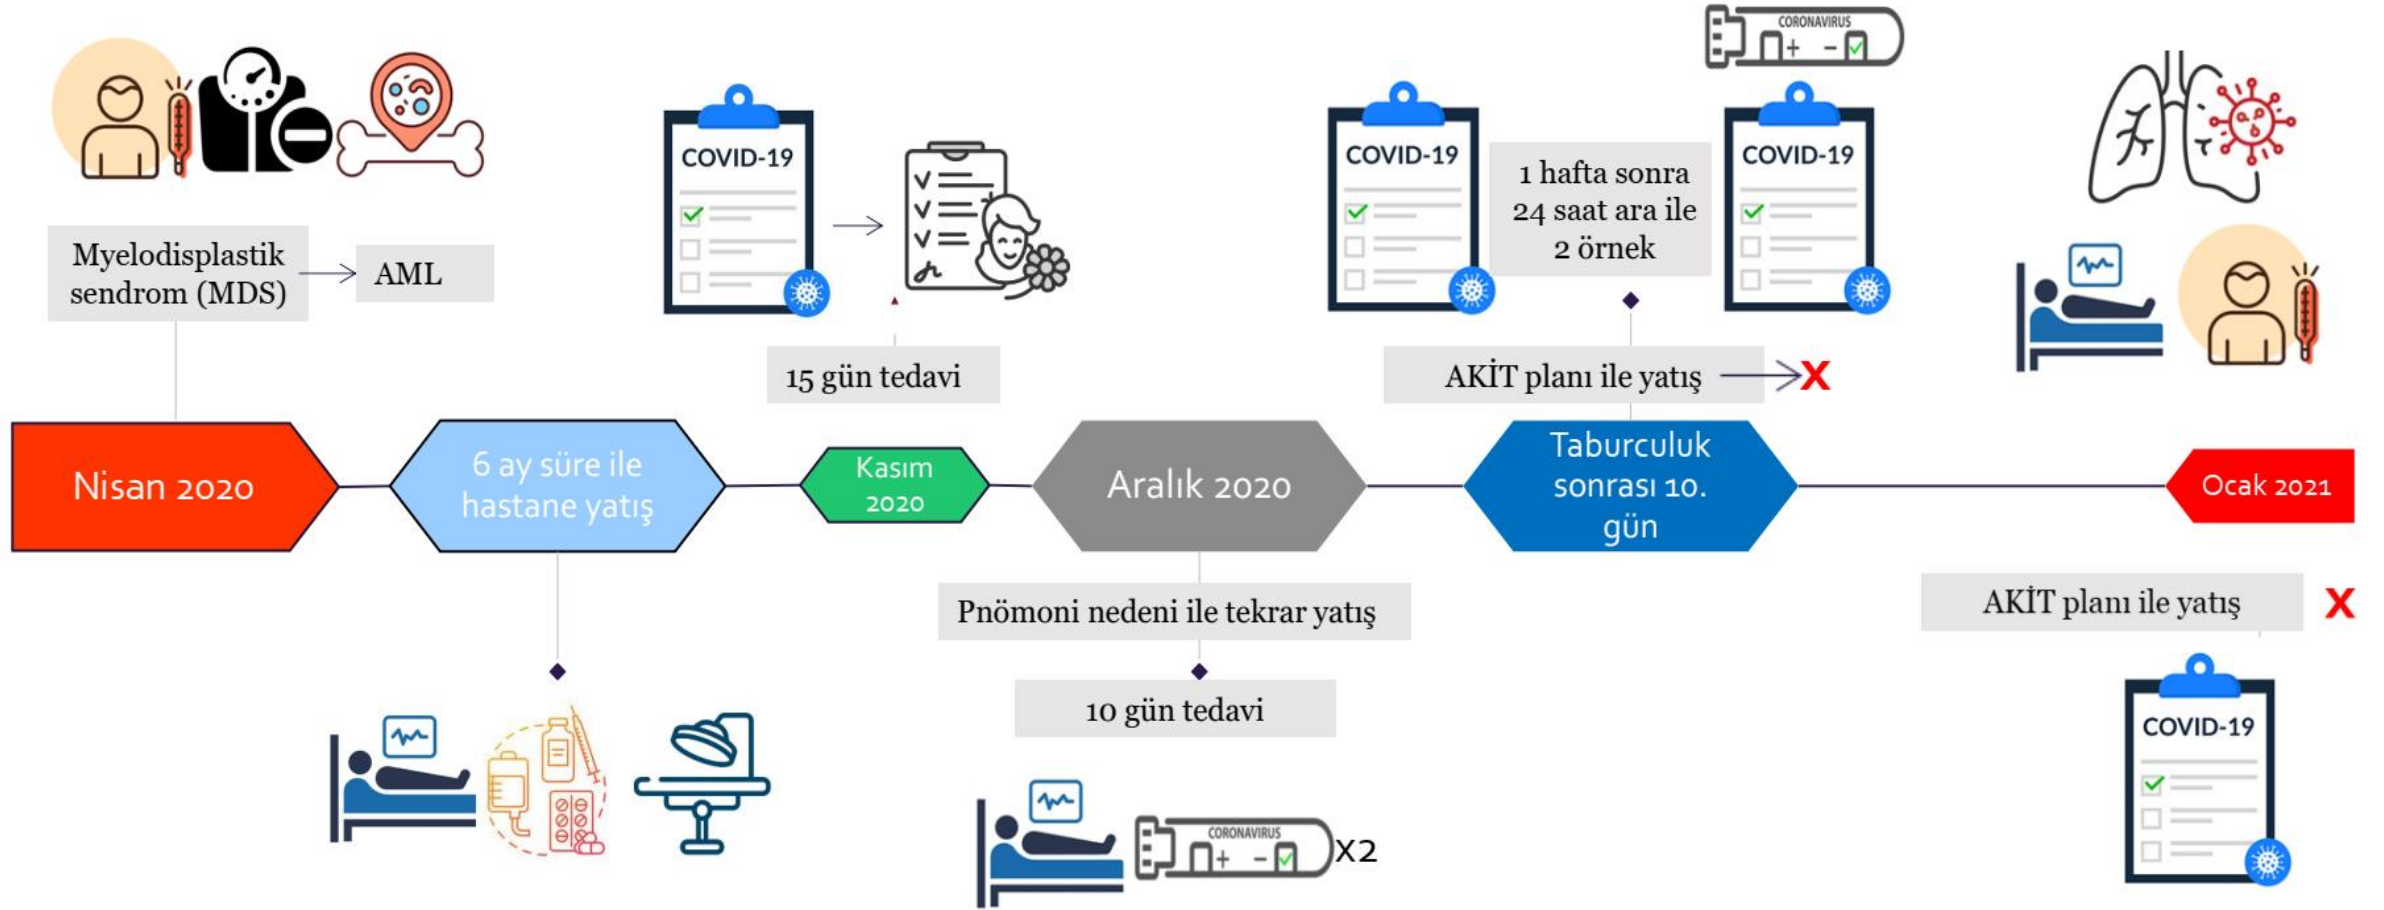 CORONAVIRUS
+ -
COVID-19
COVID-19
1 hafta sonra
24 saat ara ile
2 örnek
COVID-19
Myelodisplastik
sendrom (MDS)
AML
15 gün tedavi
AKİT planı ile yatış
X
Nisan 2020
6 ay süre ile
hastane yatış
Kasım
2020
Aralık 2020
Taburculuk
sonrası 10.
gün
Ocak 2021
Pnömoni nedeni ile tekrar yatış
10 gün tedavi
AKİT planı ile yatış
X
COVID-19
CORONAVIRUS
+ -
X2